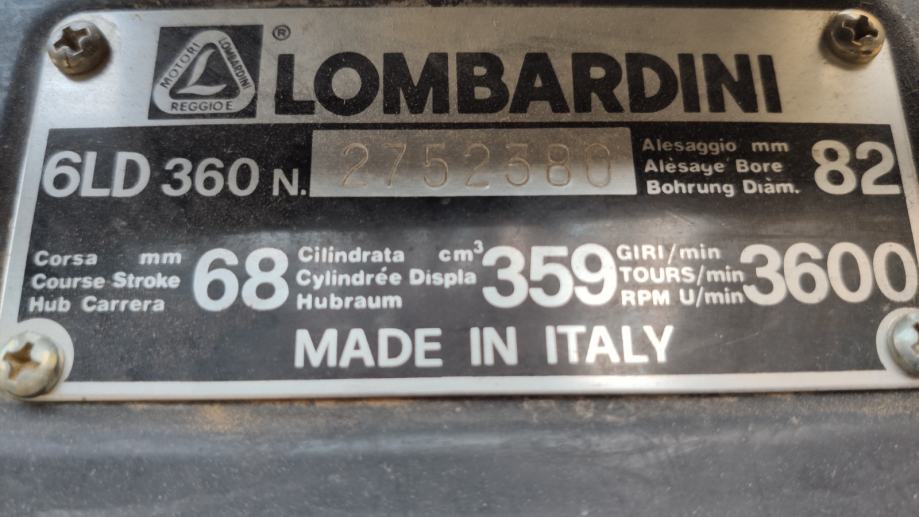 MOTORI LOMBARDINI
REGGIO E
® LOMBARDINI
6LD 360 N. 2752380
Alesaggio mm
Alèsaye Bore
Bohrung Diàm.
82
Corsa mm
Course Stroke
Hub Carrera
68
Cilindrata cm³
Cylindrée Displa
Hubraum
359
GIRI/min
TOURS/min
RPM U/min
3600
MADE IN ITALY